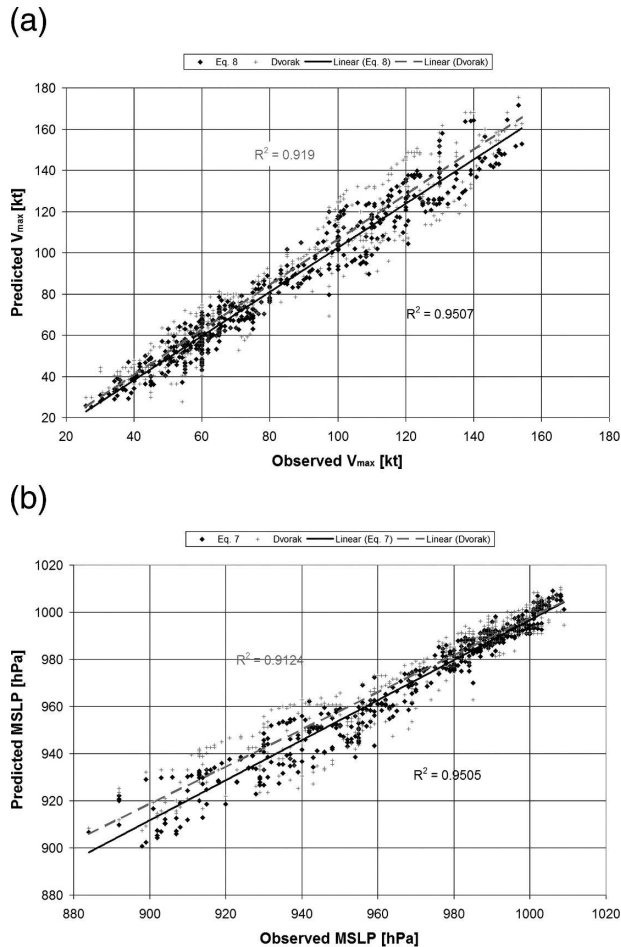 (a)
Eq. 8 Dvorak Linear (Eq. 8) Linear (Dvorak)
180
160
140
120
100
80
60
40
20
Predicted Vmax [kt]
R² = 0.919
R² = 0.9507
20 40 60 80 100 120 140 160 180
Observed Vmax [kt]
(b)
Eq. 7 Dvorak Linear (Eq. 7) Linear (Dvorak)
1020
1000
980
960
940
920
900
880
Predicted MSLP [hPa]
R² = 0.9124
R² = 0.9505
880 900 920 940 960 980 1000 1020
Observed MSLP [hPa]